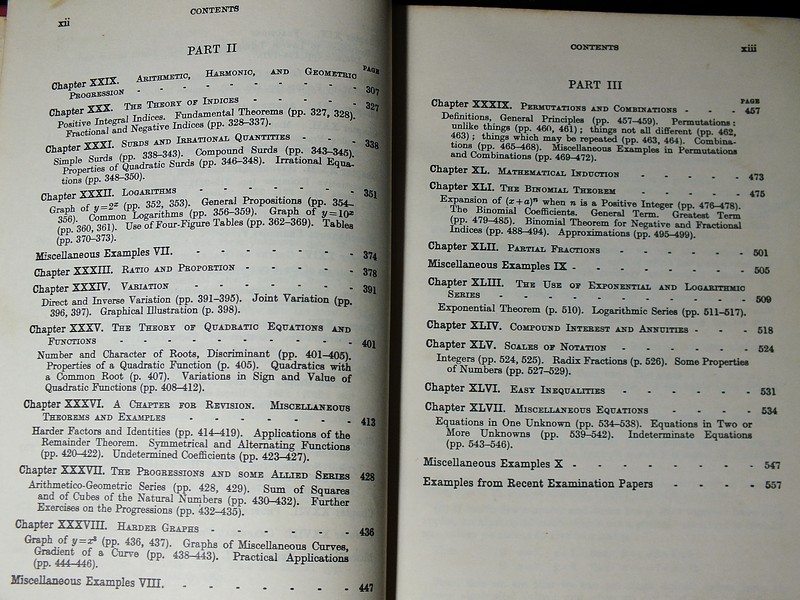 xii
CONTENTS
PART II
PAGE
Chapter XXIX. Arithmetic, Harmonic, and Geometric
Progression - - - - - - - - 307
Chapter XXX. The Theory of Indices - - - - - 327
Positive Integral Indices. Fundamental Theorems (pp. 327, 328).
Fractional and Negative Indices (pp. 328–337).
Chapter XXXI. Surds and Irrational Quantities - - - 338
Simple Surds (pp. 338–343). Compound Surds (pp. 343–345).
Properties of Quadratic Surds (pp. 346–348). Irrational Equa-
tions (pp. 348–350).
Chapter XXXII. Logarithms - - - - - - - 351
Graph of y=2ˣ (pp. 352, 353). General Propositions (pp. 354–
356). Common Logarithms (pp. 356–359). Graph of y=10ˣ
(pp. 360, 361). Use of Four-Figure Tables (pp. 362–369). Tables
(pp. 370–373).
Miscellaneous Examples VII. - - - - - - - 374
Chapter XXXIII. Ratio and Proportion - - - - - 378
Chapter XXXIV. Variation - - - - - - - 391
Direct and Inverse Variation (pp. 391–395). Joint Variation (pp.
396, 397). Graphical Illustration (p. 398).
Chapter XXXV. The Theory of Quadratic Equations and
Functions - - - - - - - - - 401
Number and Character of Roots, Discriminant (pp. 401–405).
Properties of a Quadratic Function (p. 405). Quadratics with
a Common Root (p. 407). Variations in Sign and Value of
Quadratic Functions (pp. 408–412).
Chapter XXXVI. A Chapter for Revision. Miscellaneous
Theorems and Examples - - - - - - - 413
Harder Factors and Identities (pp. 414–419). Applications of the
Remainder Theorem. Symmetrical and Alternating Functions
(pp. 420–422). Undetermined Coefficients (pp. 423–427).
Chapter XXXVII. The Progressions and some Allied Series 428
Arithmetico-Geometric Series (pp. 428, 429). Sum of Squares
and of Cubes of the Natural Numbers (pp. 430–432). Further
Exercises on the Progressions (pp. 432–435).
Chapter XXXVIII. Harder Graphs - - - - - - 436
Graph of y=x³ (pp. 436, 437). Graphs of Miscellaneous Curves,
Gradient of a Curve (pp. 438–443). Practical Applications
(pp. 444–446).
Miscellaneous Examples VIII. - - - - - - - 447
CONTENTS
xiii
PART III
PAGE
Chapter XXXIX. Permutations and Combinations - - - 457
Definitions, General Principles (pp. 457–459). Permutations:
unlike things (pp. 460, 461); things not all different (pp. 462,
463); things which may be repeated (pp. 463, 464). Combina-
tions (pp. 465–468). Miscellaneous Examples in Permutations
and Combinations (pp. 469–472).
Chapter XL. Mathematical Induction - - - - - 473
Chapter XLI. The Binomial Theorem - - - - - 475
Expansion of (x+a)ⁿ when n is a Positive Integer (pp. 476–478).
The Binomial Coefficients. General Term. Greatest Term
(pp. 479–485). Binomial Theorem for Negative and Fractional
Indices (pp. 488–494). Approximations (pp. 495–499).
Chapter XLII. Partial Fractions - - - - - - 501
Miscellaneous Examples IX - - - - - - - 505
Chapter XLIII. The Use of Exponential and Logarithmic
Series - - - - - - - - - - 509
Exponential Theorem (p. 510). Logarithmic Series (pp. 511–517).
Chapter XLIV. Compound Interest and Annuities - - - 518
Chapter XLV. Scales of Notation - - - - - - 524
Integers (pp. 524, 525). Radix Fractions (p. 526). Some Properties
of Numbers (pp. 527–529).
Chapter XLVI. Easy Inequalities - - - - - - 531
Chapter XLVII. Miscellaneous Equations - - - - 534
Equations in One Unknown (pp. 534–538). Equations in Two or
More Unknowns (pp. 539–542). Indeterminate Equations
(pp. 543–546).
Miscellaneous Examples X - - - - - - - 547
Examples from Recent Examination Papers - - - - 557